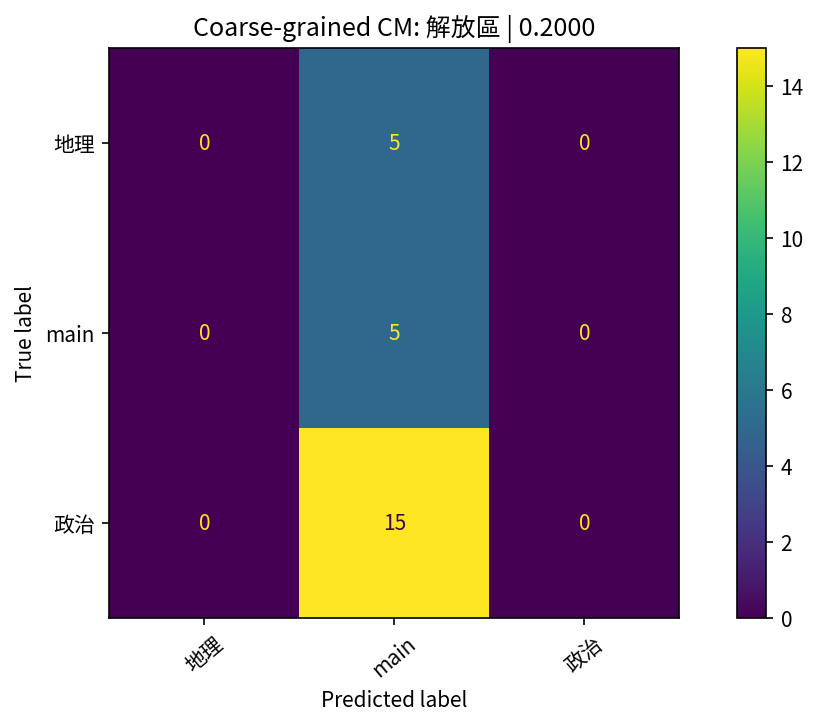 Coarse-grained CM: 解放區 | 0.2000
True label
地理
main
政治
0 5 0
0 5 0
0 15 0
地理 main 政治
Predicted label
14
12
10
8
6
4
2
0